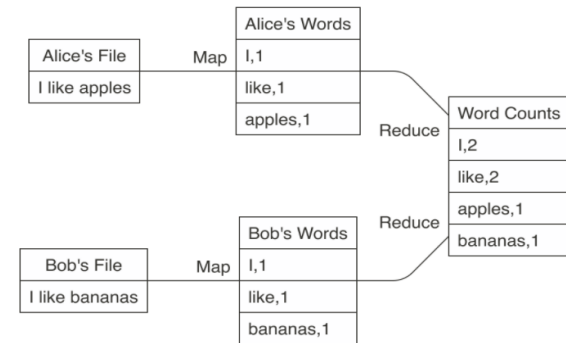 Alice's File
I like apples
Map
Alice's Words
I,1
like,1
apples,1
Reduce
Bob's File
I like bananas
Map
Bob's Words
I,1
like,1
bananas,1
Reduce
Word Counts
I,2
like,2
apples,1
bananas,1